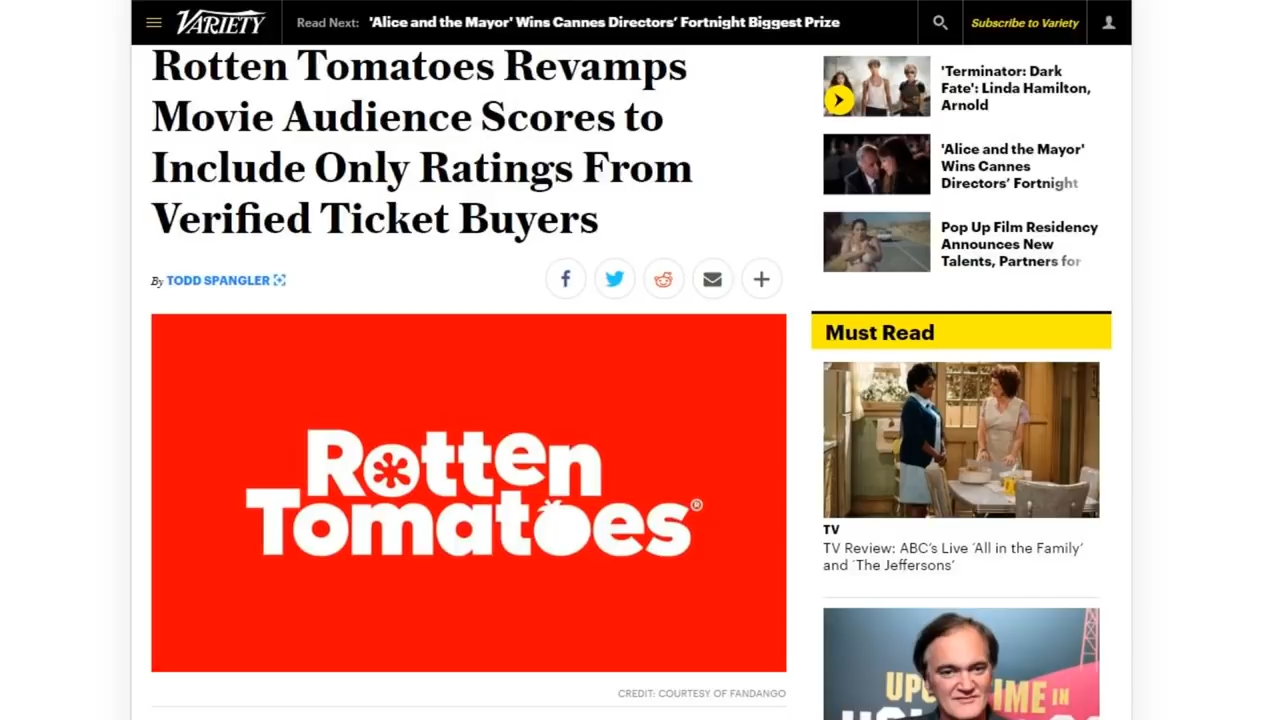 VARIETY
Read Next: 'Alice and the Mayor' Wins Cannes Directors' Fortnight Biggest Prize
Subscribe to Variety
Rotten Tomatoes Revamps
Movie Audience Scores to
Include Only Ratings From
Verified Ticket Buyers
By TODD SPANGLER
Rotten
Tomatoes®
CREDIT: COURTESY OF FANDANGO
'Terminator: Dark
Fate': Linda Hamilton,
Arnold
'Alice and the Mayor'
Wins Cannes
Directors' Fortnight
Pop Up Film Residency
Announces New
Talents, Partners for
Must Read
TV
TV Review: ABC's Live 'All in the Family'
and 'The Jeffersons'
IME IN